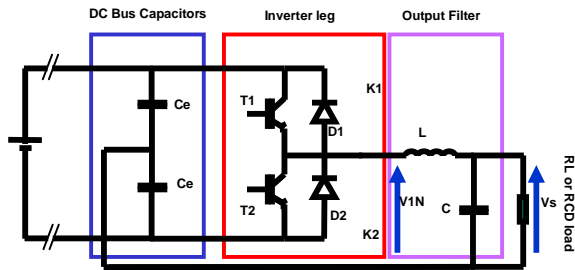 DC Bus Capacitors
Inverter leg
Output Filter
Ce
T1
D1
K1
L
Ce
T2
D2
K2
V1N
C
Vs
RL or RCD load